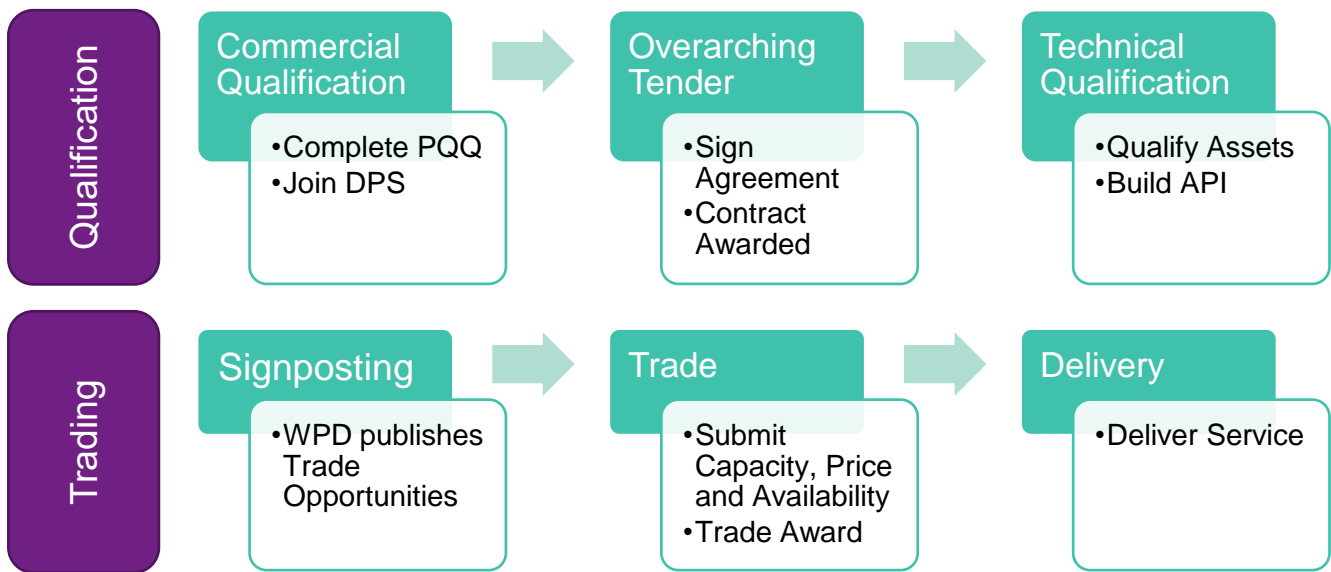 Qualification
Commercial
Qualification
•Complete PQQ
•Join DPS
Overarching
Tender
•Sign
Agreement
•Contract
Awarded
Technical
Qualification
•Qualify Assets
•Build API
Trading
Signposting
•WPD publishes
Trade
Opportunities
Trade
•Submit
Capacity, Price
and Availability
•Trade Award
Delivery
•Deliver Service